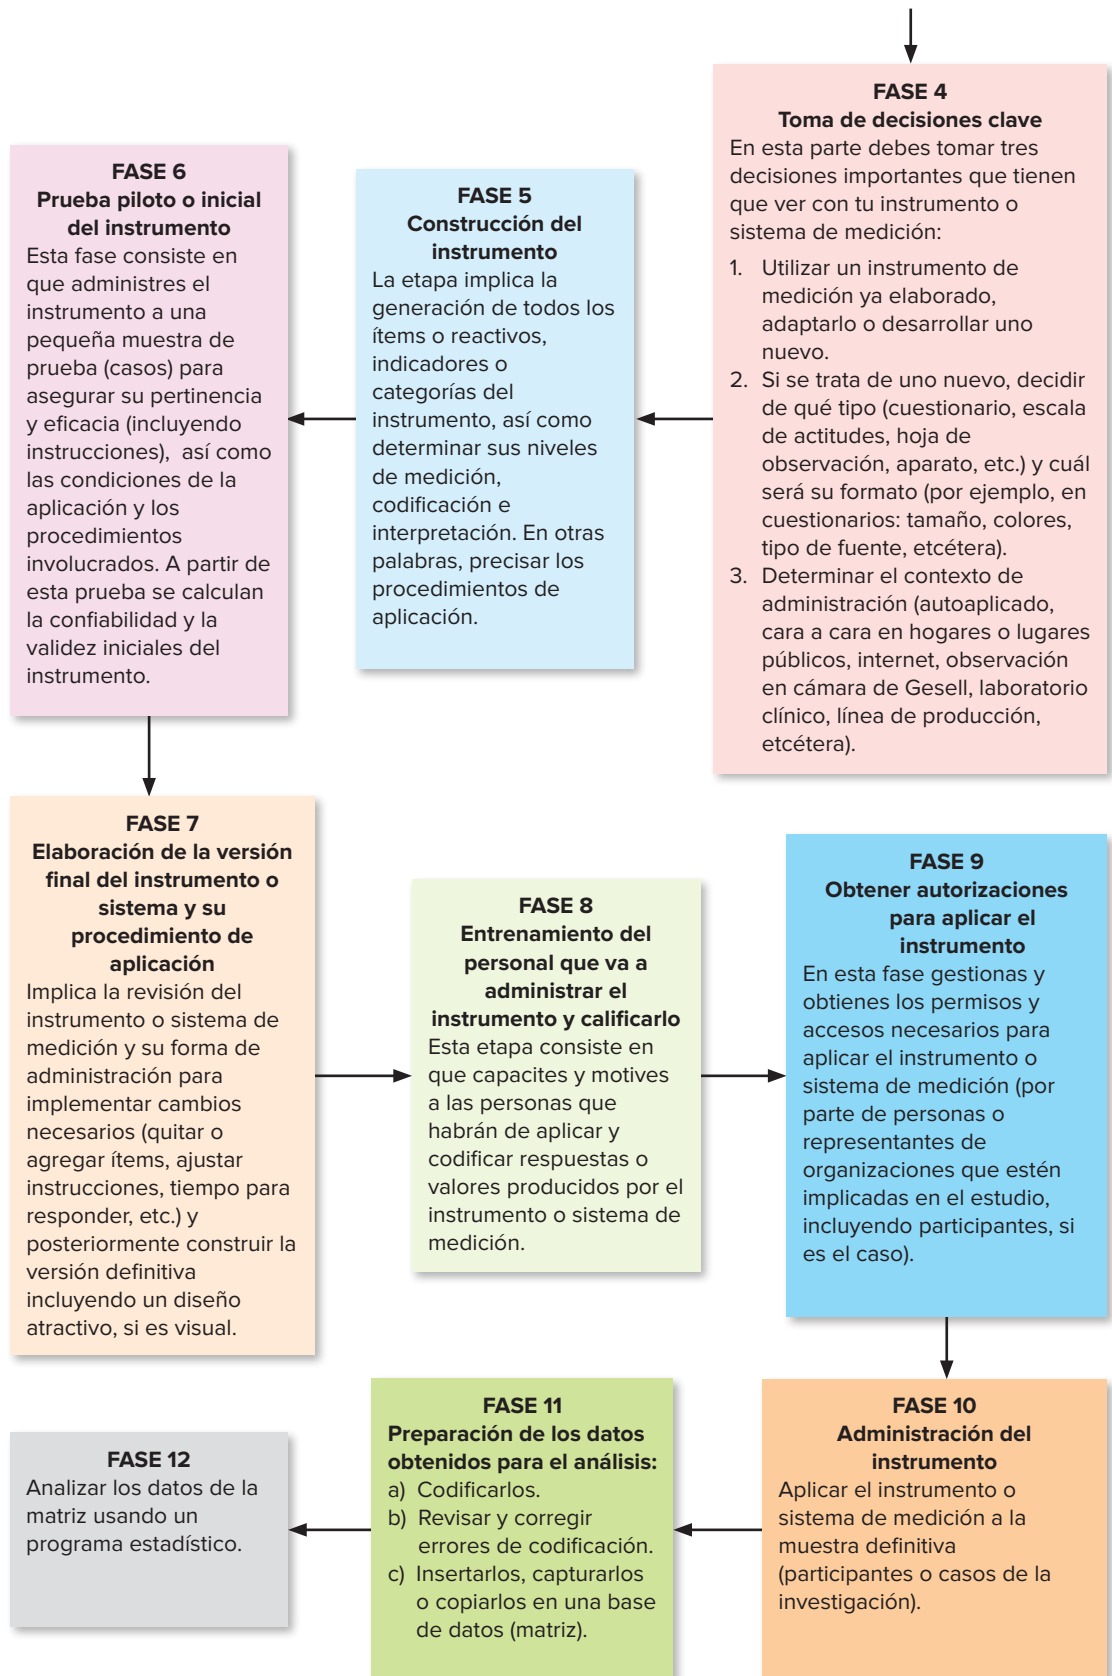 FASE 4
Toma de decisiones clave
En esta parte debes tomar tres
decisiones importantes que tienen
que ver con tu instrumento o
sistema de medición:
1. Utilizar un instrumento de
medición ya elaborado,
adaptarlo o desarrollar uno
nuevo.
2. Si se trata de uno nuevo, decidir
de qué tipo (cuestionario, escala
de actitudes, hoja de
observación, aparato, etc.) y cuál
será su formato (por ejemplo, en
cuestionarios: tamaño, colores,
tipo de fuente, etcétera).
3. Determinar el contexto de
administración (autoaplicado,
cara a cara en hogares o lugares
públicos, internet, observación
en cámara de Gesell, laboratorio
clínico, línea de producción,
etcétera).
FASE 5
Construcción del
instrumento
La etapa implica la
generación de todos los
ítems o reactivos,
indicadores o
categorías del
instrumento, así como
determinar sus niveles
de medición,
codificación e
interpretación. En otras
palabras, precisar los
procedimientos de
aplicación.
FASE 6
Prueba piloto o inicial
del instrumento
Esta fase consiste en
que administres el
instrumento a una
pequeña muestra de
prueba (casos) para
asegurar su pertinencia
y eficacia (incluyendo
instrucciones), así como
las condiciones de la
aplicación y los
procedimientos
involucrados. A partir de
esta prueba se calculan
la confiabilidad y la
validez iniciales del
instrumento.
FASE 7
Elaboración de la versión
final del instrumento o
sistema y su
procedimiento de
aplicación
Implica la revisión del
instrumento o sistema de
medición y su forma de
administración para
implementar cambios
necesarios (quitar o
agregar ítems, ajustar
instrucciones, tiempo para
responder, etc.) y
posteriormente construir la
versión definitiva
incluyendo un diseño
atractivo, si es visual.
FASE 8
Entrenamiento del
personal que va a
administrar el
instrumento y calificarlo
Esta etapa consiste en
que capacites y motives
a las personas que
habrán de aplicar y
codificar respuestas o
valores producidos por el
instrumento o sistema de
medición.
FASE 9
Obtener autorizaciones
para aplicar el
instrumento
En esta fase gestionas y
obtienes los permisos y
accesos necesarios para
aplicar el instrumento o
sistema de medición (por
parte de personas o
representantes de
organizaciones que estén
implicadas en el estudio,
incluyendo participantes, si
es el caso).
FASE 10
Administración del
instrumento
Aplicar el instrumento o
sistema de medición a la
muestra definitiva
(participantes o casos de la
investigación).
FASE 11
Preparación de los datos
obtenidos para el análisis:
a) Codificarlos.
b) Revisar y corregir
errores de codificación.
c) Insertarlos, capturarlos
o copiarlos en una base
de datos (matriz).
FASE 12
Analizar los datos de la
matriz usando un
programa estadístico.